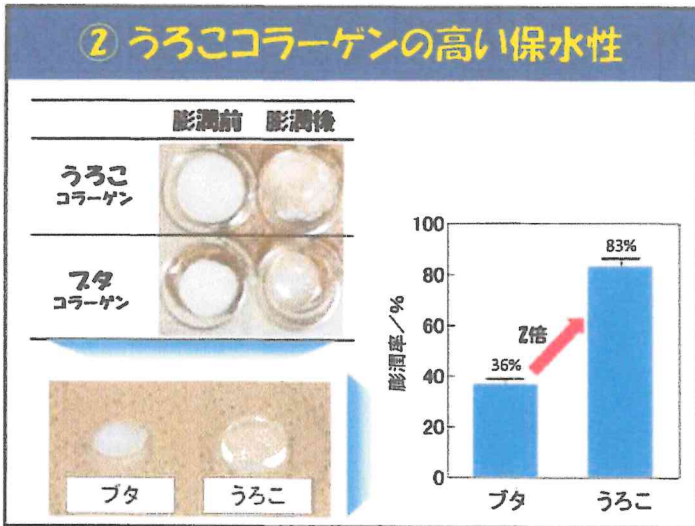 ② うろこコラーゲンの高い保水性
膨潤前 膨潤後
うろこ
コラーゲン
ブタ
コラーゲン
ブタ うろこ
膨潤率/%
100
80
60
40
20
0
36%
2倍
83%
ブタ うろこ